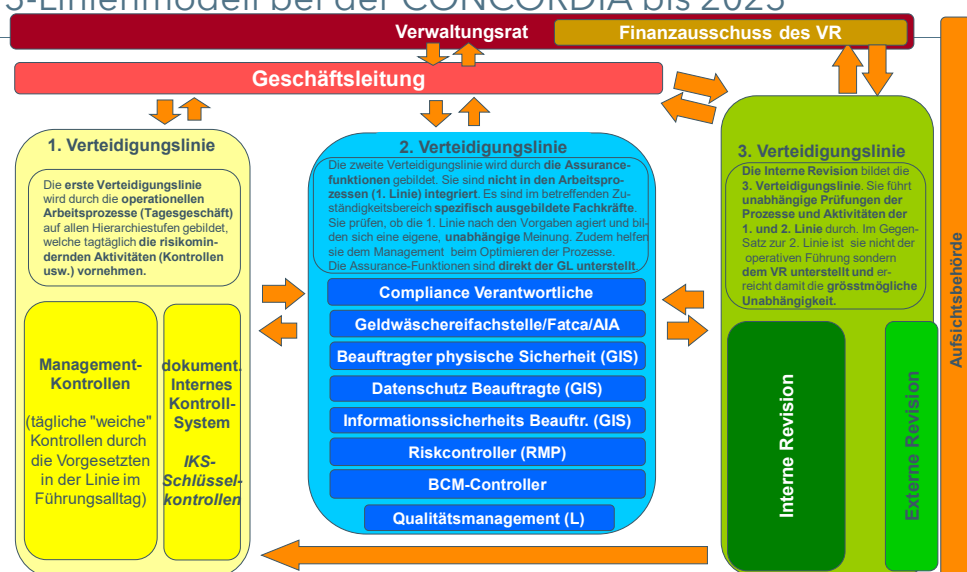 3-Linienmodell bei der CONCORDIA bis 2023
Verwaltungsrat
Finanzausschuss des VR
Geschäftsleitung
1. Verteidigungslinie
Die erste Verteidigungslinie
wird durch die operationellen
Arbeitsprozesse (Tagesgeschäft)
auf allen Hierarchiestufen gebildet,
welche tagtäglich die risikomin-
dernden Aktivitäten (Kontrollen
usw.) vornehmen.
Management-
Kontrollen
(tägliche "weiche"
Kontrollen durch
die Vorgesetzten
in der Linie im
Führungsalltag)
dokument.
Internes
Kontroll-
System
IKS-
Schlüssel-
kontrollen
2. Verteidigungslinie
Die zweite Verteidigungslinie wird durch die Assurance-
funktionen gebildet. Sie sind nicht in den Arbeitspro-
zessen (1. Linie) integriert. Es sind im betreffenden Zu-
ständigkeitsbereich spezifisch ausgebildete Fachkräfte.
Sie prüfen, ob die 1. Linie nach den Vorgaben agiert und bil-
den sich eine eigene, unabhängige Meinung. Zudem helfen
sie dem Management beim Optimieren der Prozesse.
Die Assurance-Funktionen sind direkt der GL unterstellt.
Compliance Verantwortliche
Geldwäschereifachstelle/Fatca/AIA
Beauftragter physische Sicherheit (GIS)
Datenschutz Beauftragte (GIS)
Informationssicherheits Beauftr. (GIS)
Riskcontroller (RMP)
BCM-Controller
Qualitätsmanagement (L)
3. Verteidigungslinie
Die Interne Revision bildet die
3. Verteidigungslinie. Sie führt
unabhängige Prüfungen der
Prozesse und Aktivitäten der
1. und 2. Linie durch. Im Gegen-
Satz zur 2. Linie ist sie nicht der
operativen Führung sondern
dem VR unterstellt und er-
reicht damit die grösstmögliche
Unabhängigkeit.
Interne Revision
Externe Revision
Aufsichtsbehörde